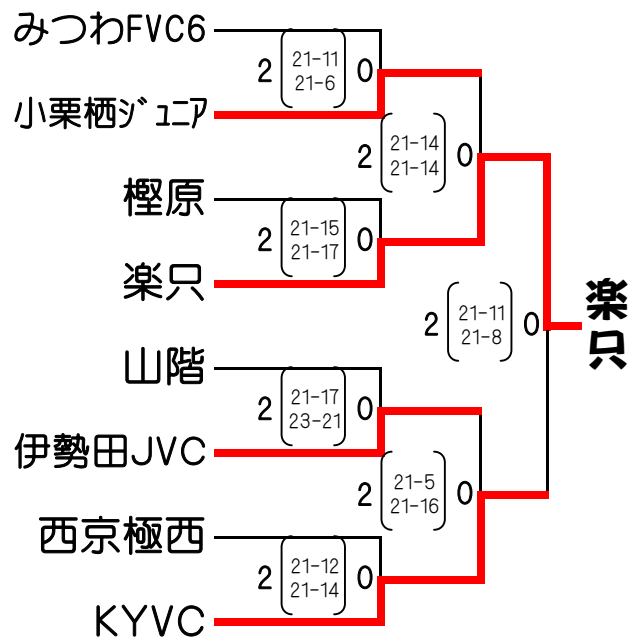 みつわFVC6
2 21-11 0
21-6
小栗栖ジュニア
2 21-14 0
21-14
樫原
2 21-15 0
21-17
楽只
2 21-11 0
21-8
楽只
山階
2 21-17 0
23-21
伊勢田JVC
2 21-5 0
21-16
西京極西
2 21-12 0
21-14
KYVC